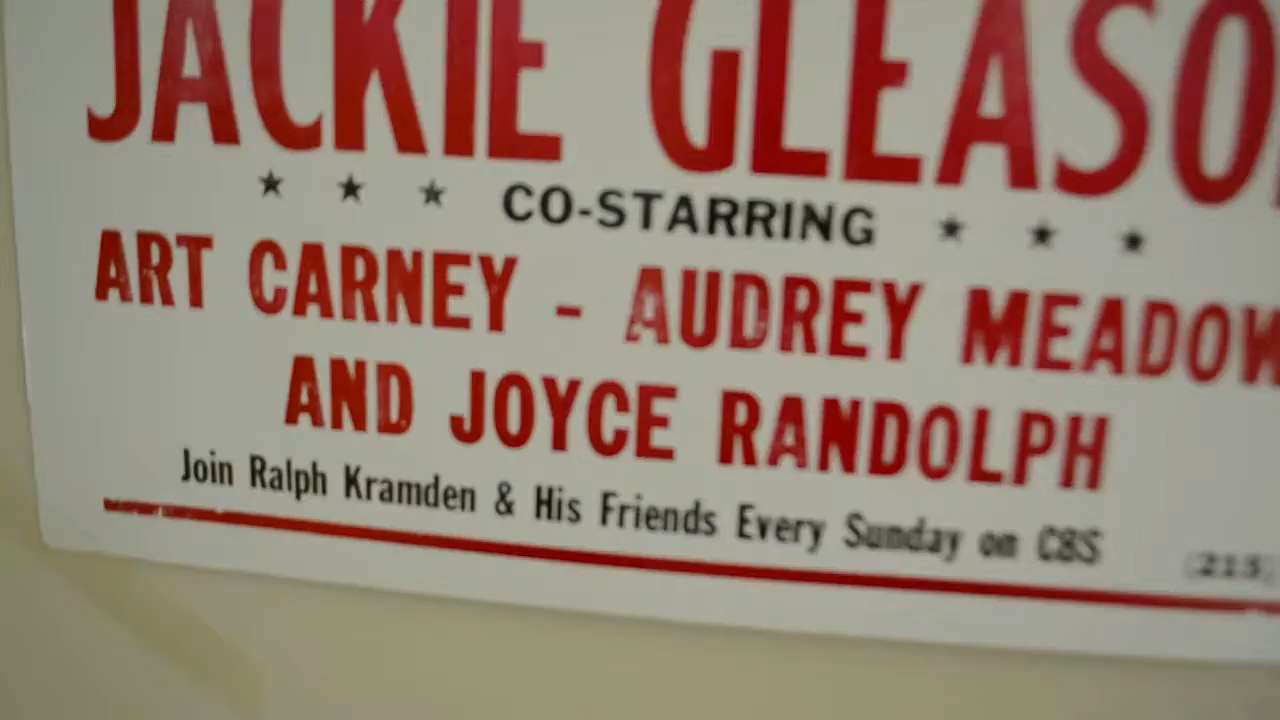 JACKIE GLEASO
★ ★ ★ CO-STARRING ★ ★ ★
ART CARNEY - AUDREY MEADOW
AND JOYCE RANDOLPH
Join Ralph Kramden & His Friends Every Sunday on CBS
(215)